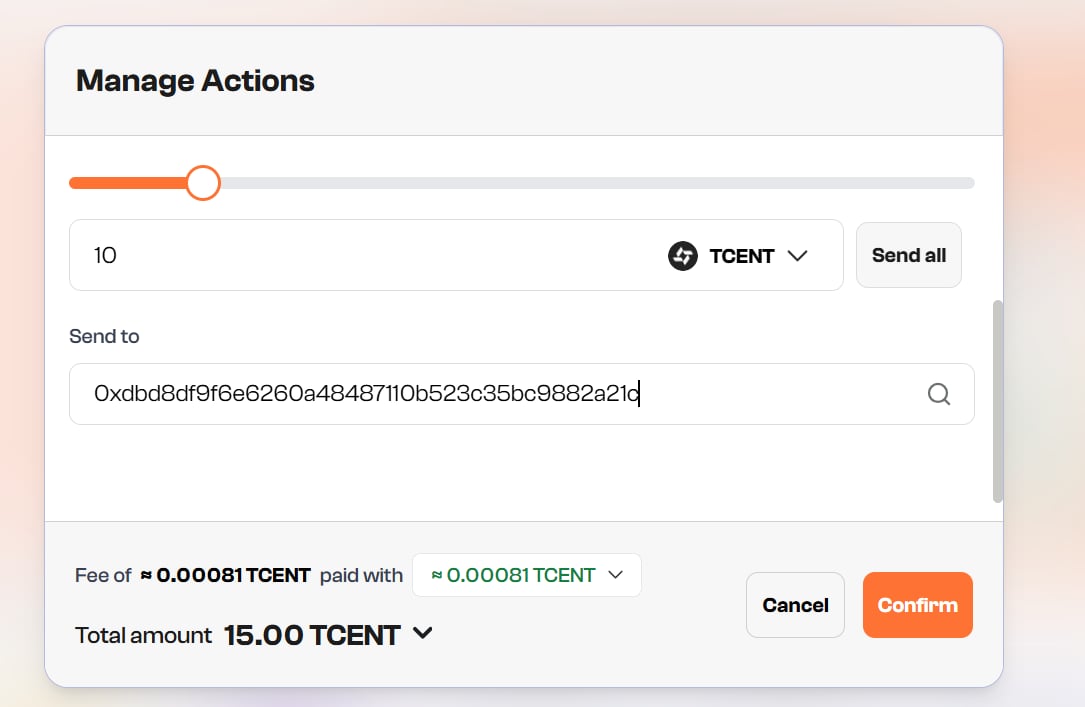 Manage Actions
10
TCENT
Send all
Send to
0xdbd8df9f6e6260a48487110b523c35bc9882a21c
Fee of ≈ 0.00081 TCENT paid with ≈ 0.00081 TCENT
Total amount 15.00 TCENT
Cancel
Confirm